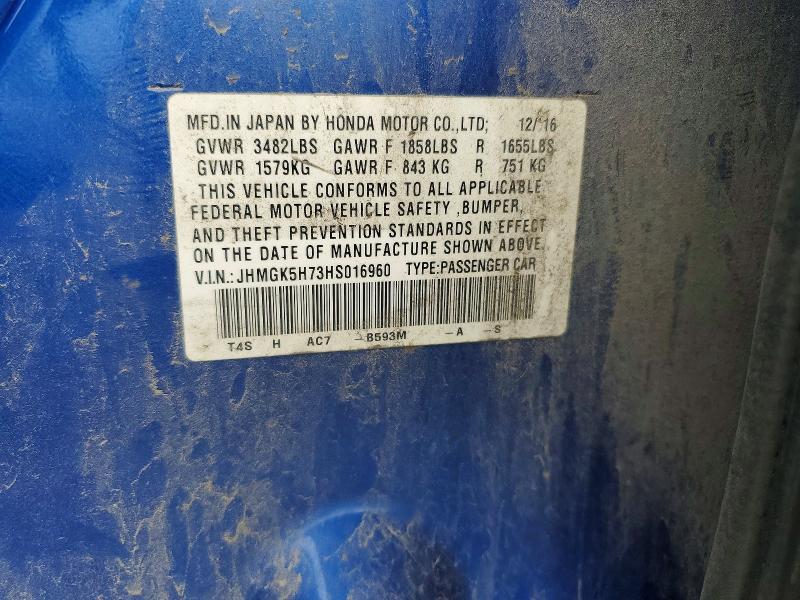 MFD.IN JAPAN BY HONDA MOTOR CO.,LTD; 12/16
GVWR 3482LBS GAWR F 1858LBS R 1655LBS
GVWR 1579KG GAWR F 843 KG R 751 KG
THIS VEHICLE CONFORMS TO ALL APPLICABLE
FEDERAL MOTOR VEHICLE SAFETY ,BUMPER,
AND THEFT PREVENTION STANDARDS IN EFFECT
ON THE DATE OF MANUFACTURE SHOWN ABOVE.
V.I.N.:JHMGK5H73HS016960 TYPE:PASSENGER CAR
T4S H AC7 -B593M -A -S